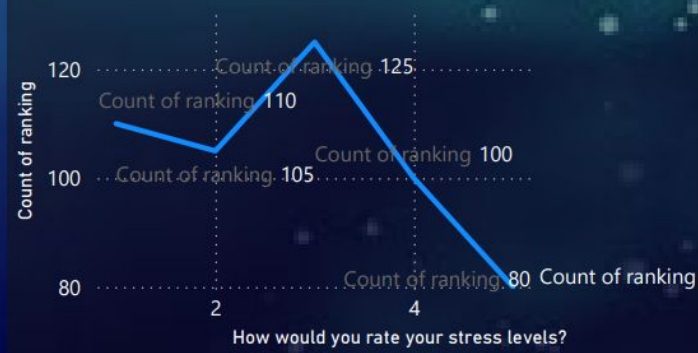 Count of ranking
120
100
80
Count of ranking 125
Count of ranking 110
Count of ranking 100
Count of ranking 105
Count of ranking 80 Count of ranking
2
4
How would you rate your stress levels?